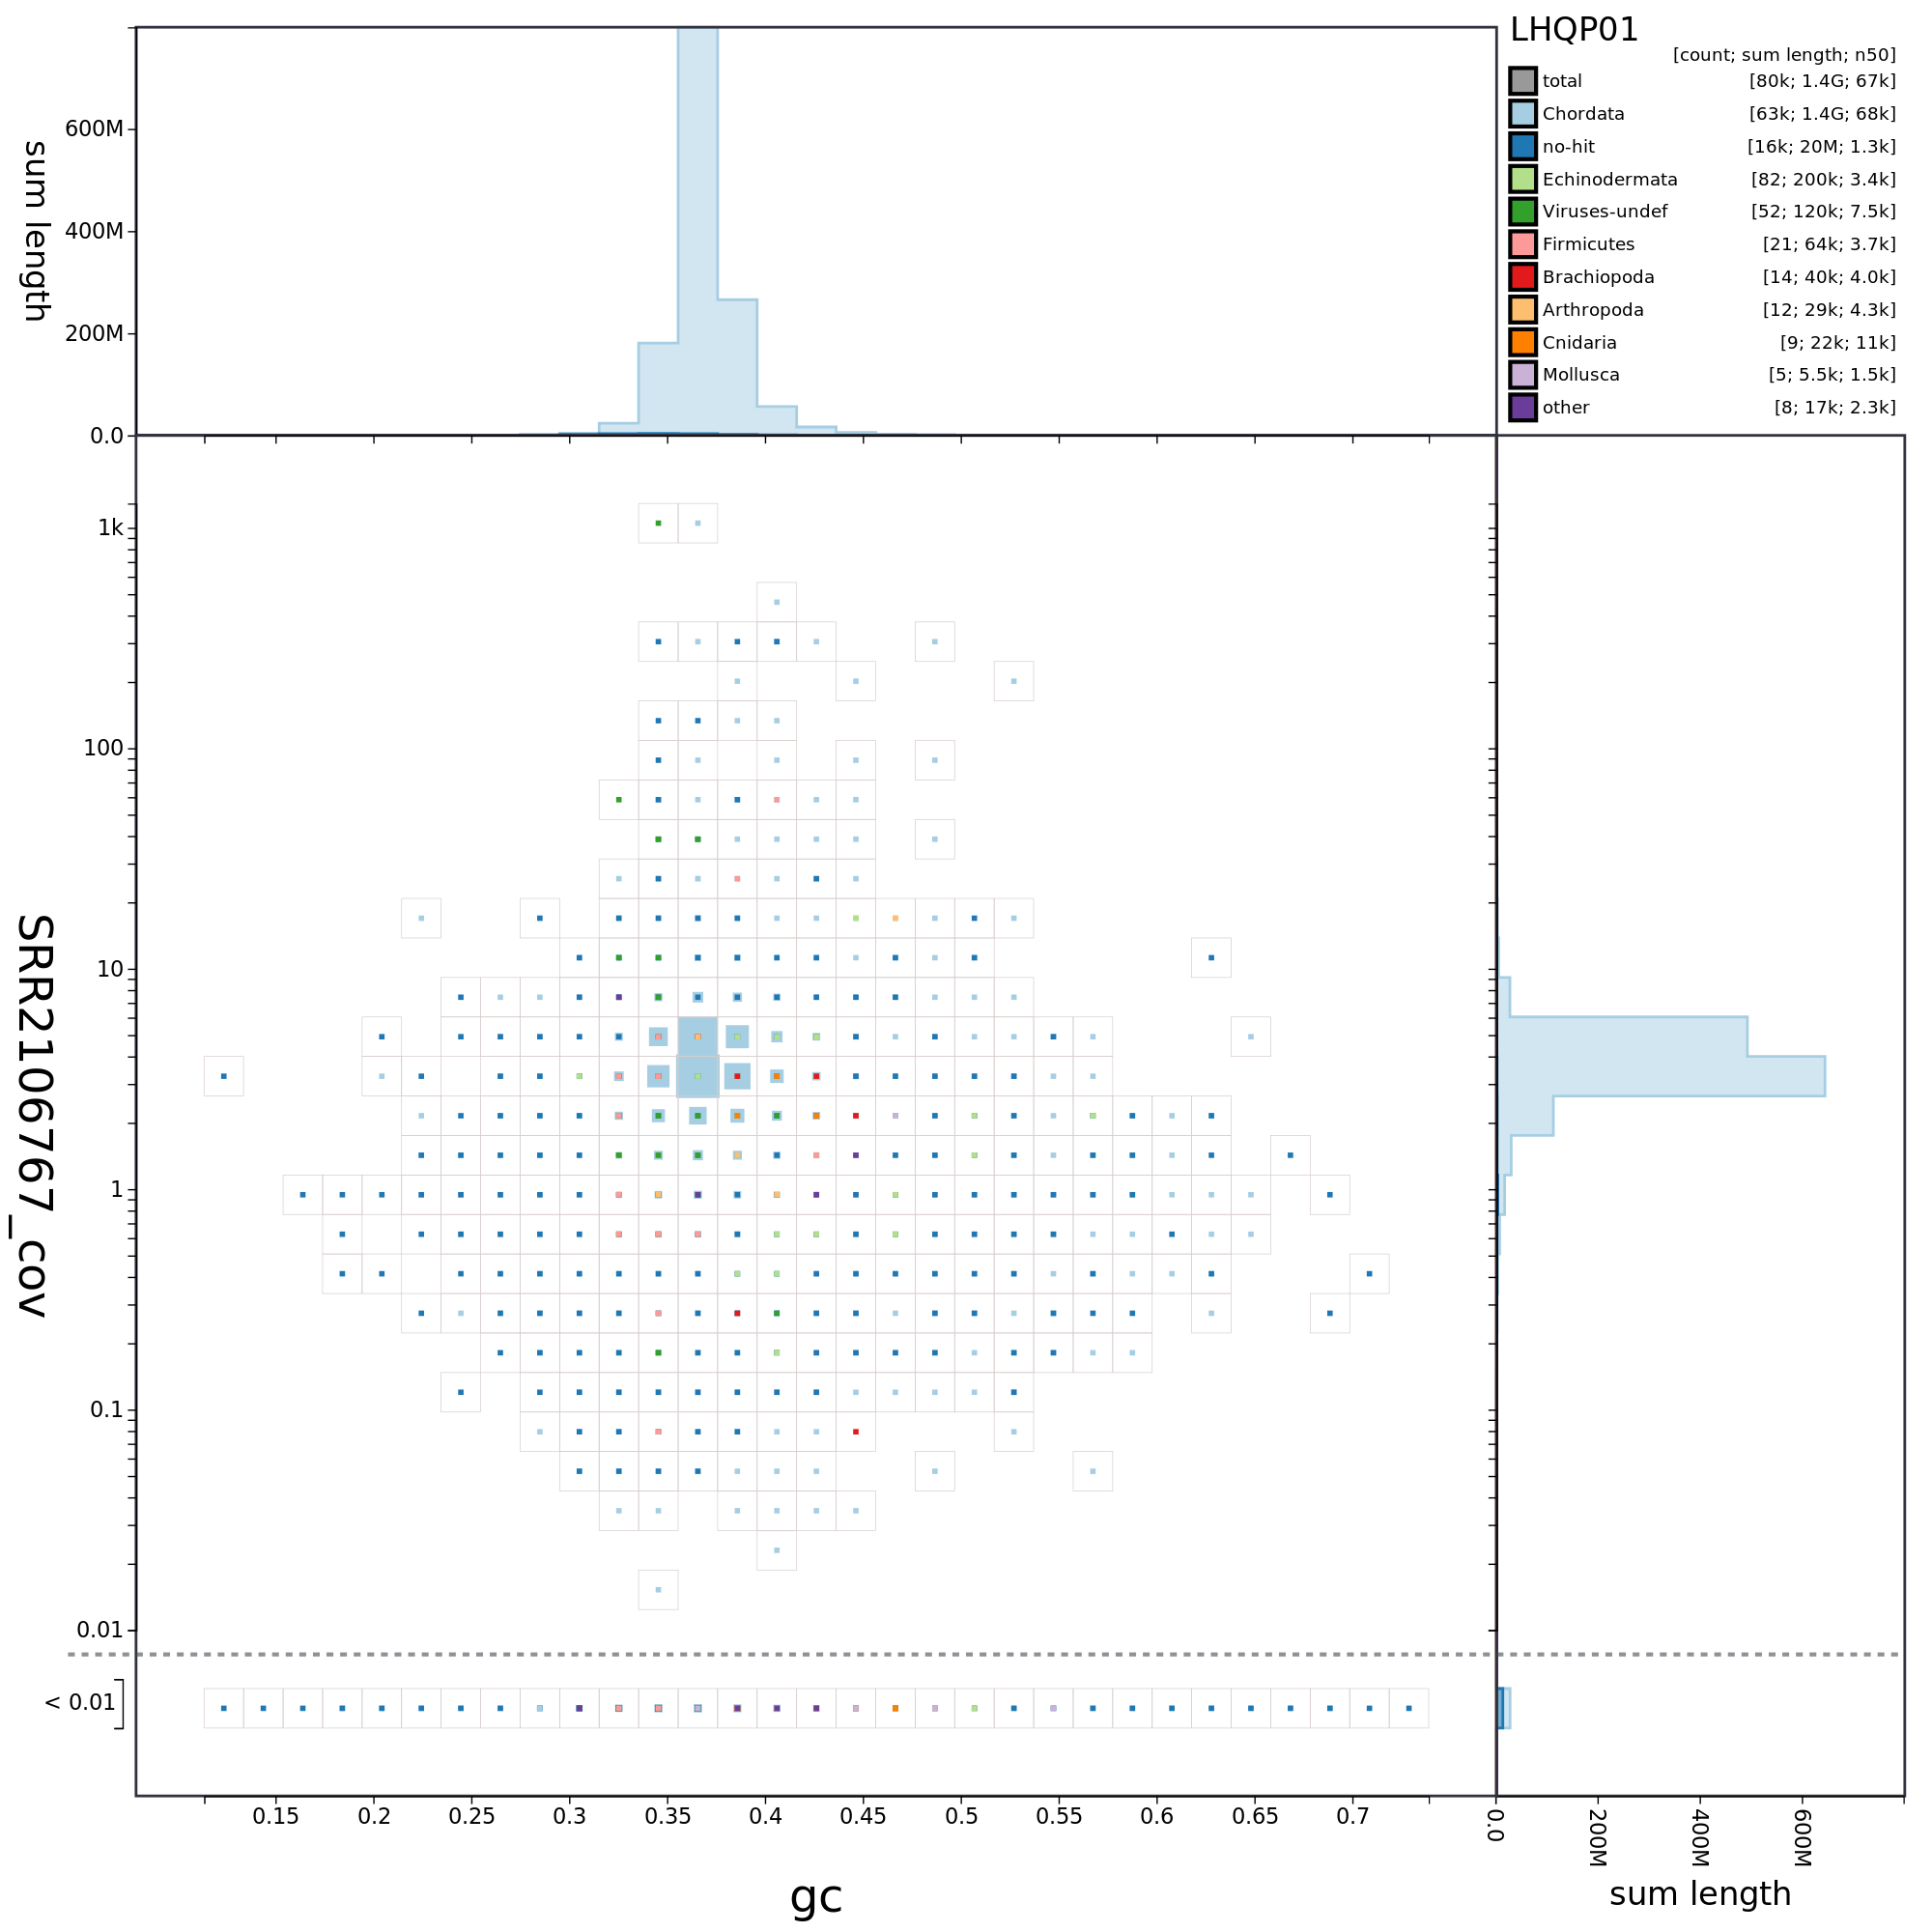 LHQP01
[count; sum length; n50]
total [80k; 1.4G; 67k]
Chordata [63k; 1.4G; 68k]
no-hit [16k; 20M; 1.3k]
Echinodermata [82; 200k; 3.4k]
Viruses-undef [52; 120k; 7.5k]
Firmicutes [21; 64k; 3.7k]
Brachiopoda [14; 40k; 4.0k]
Arthropoda [12; 29k; 4.3k]
Cnidaria [9; 22k; 11k]
Mollusca [5; 5.5k; 1.5k]
other [8; 17k; 2.3k]
sum length
600M
400M
200M
0.0
SRR2106767_cov
1k
100
10
1
0.1
0.01
< 0.01
0.15 0.2 0.25 0.3 0.35 0.4 0.45 0.5 0.55 0.6 0.65 0.7
gc
0.0 200M 400M 600M
sum length